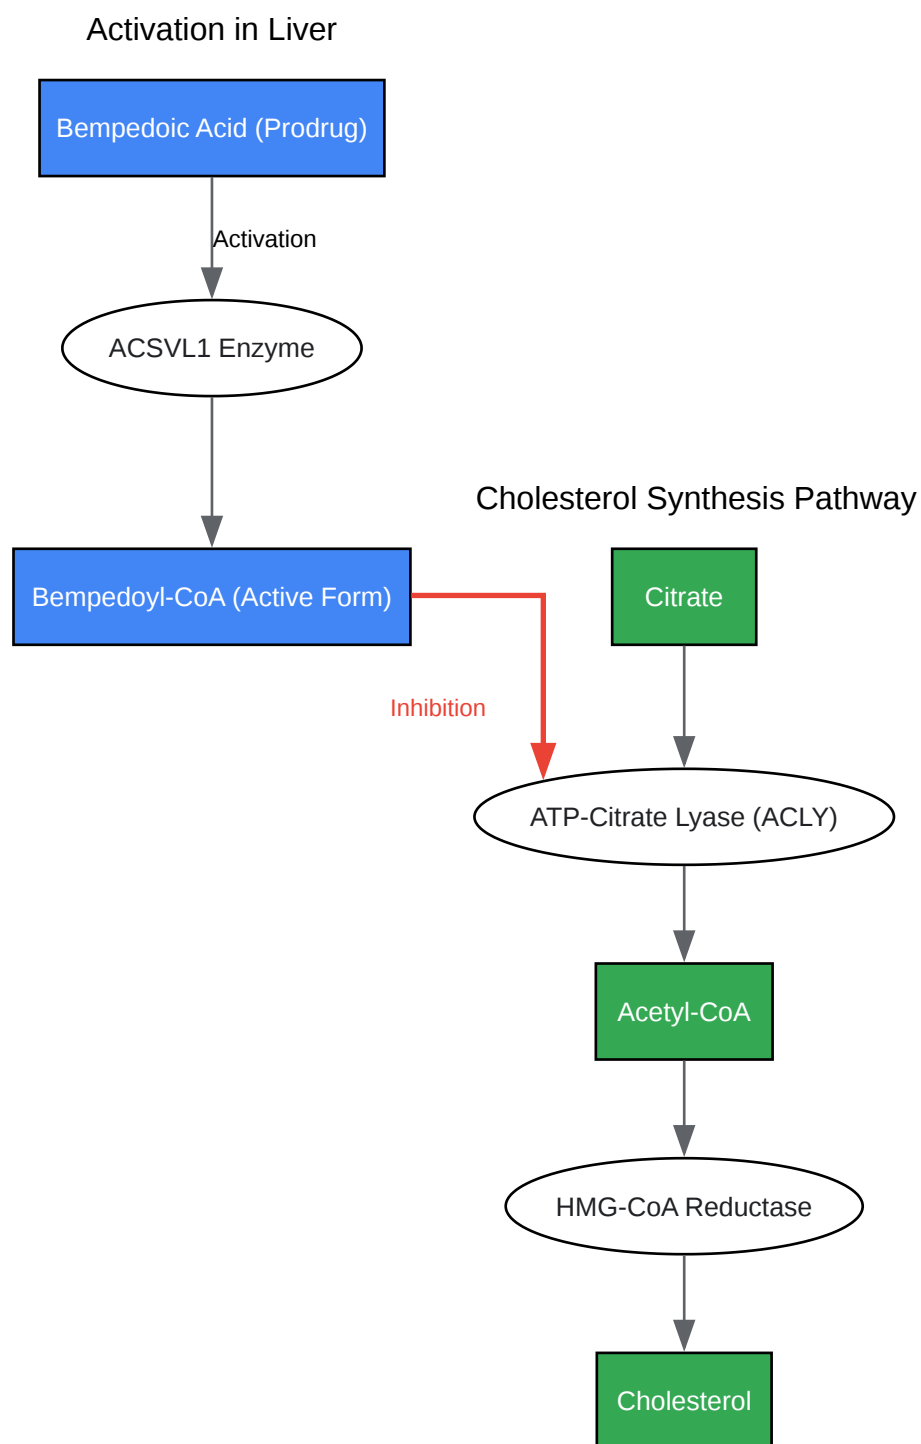 Activation in Liver
Bempedoic Acid (Prodrug)
Activation
ACSVL1 Enzyme
Bempedoyl-CoA (Active Form)
Inhibition
Cholesterol Synthesis Pathway
Citrate
ATP-Citrate Lyase (ACLY)
Acetyl-CoA
HMG-CoA Reductase
Cholesterol